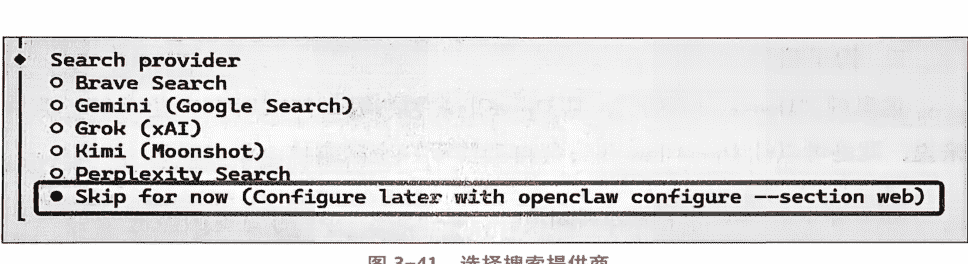 Search provider
Brave Search
Gemini (Google Search)
Grok (xAI)
Kimi (Moonshot)
Perplexity Search
Skip for now (Configure later with openclaw configure --section web)
图 3-41 选择搜索提供商